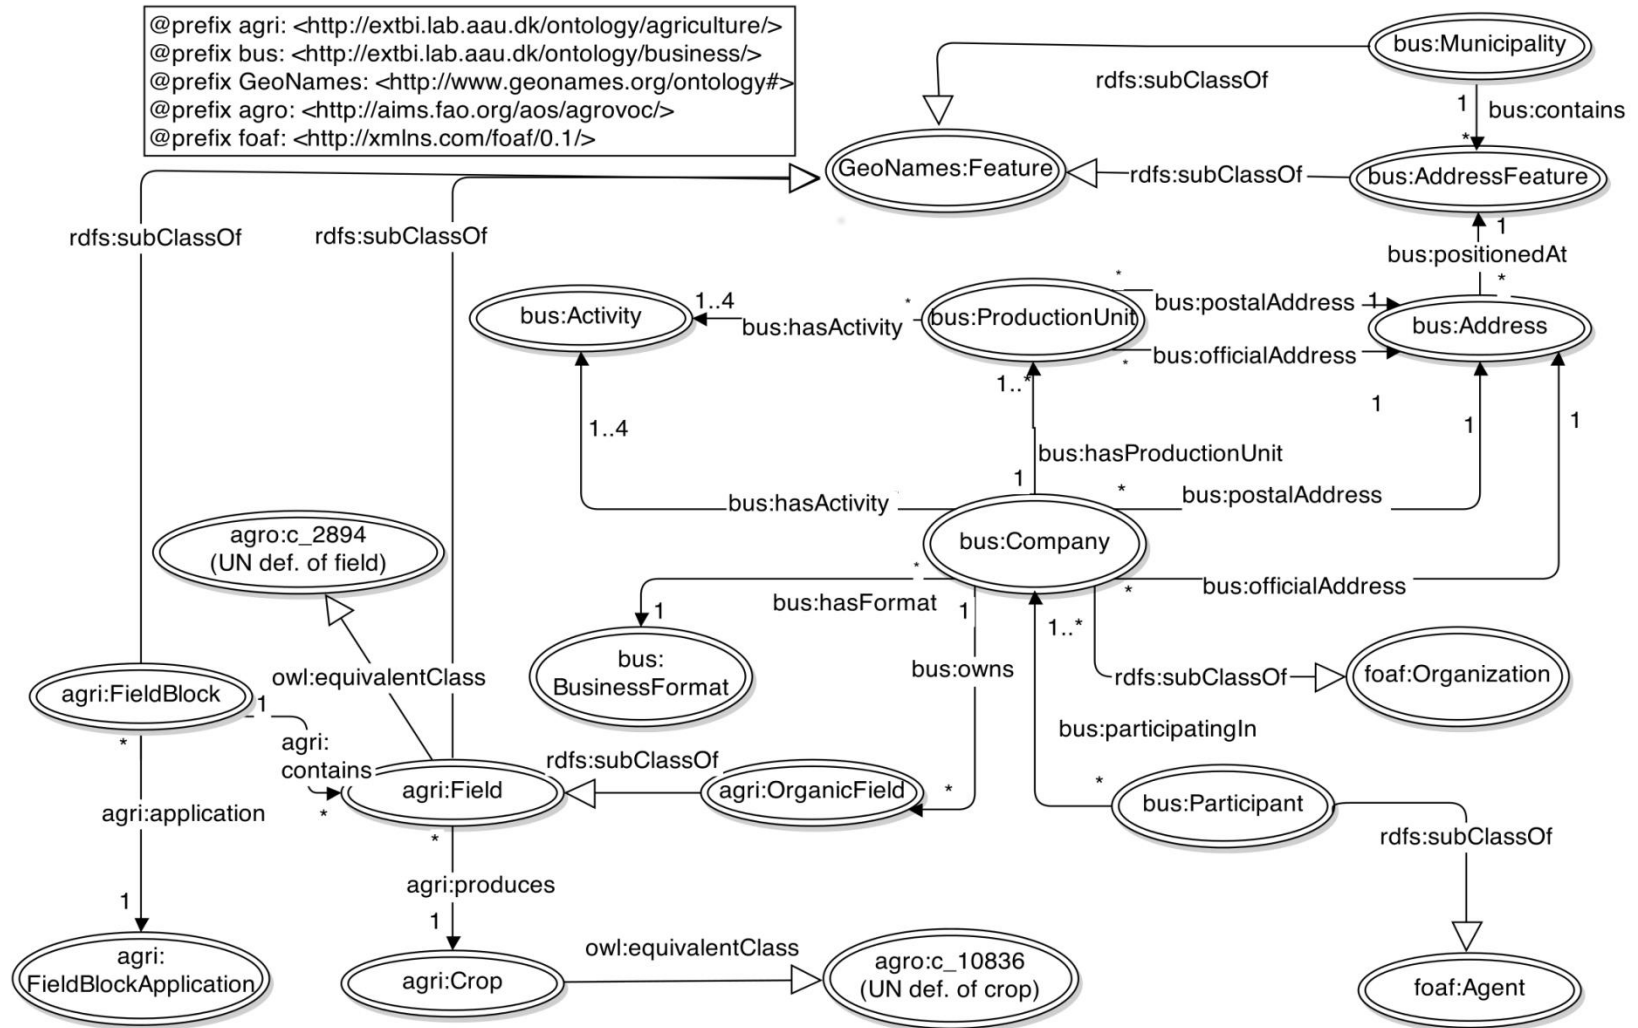 @prefix agri: <http://extbi.lab.aau.dk/ontology/agriculture/>
@prefix bus: <http://extbi.lab.aau.dk/ontology/business/>
@prefix GeoNames: <http://www.geonames.org/ontology#>
@prefix agro: <http://aims.fao.org/aos/agrovoc/>
@prefix foaf: <http://xmlns.com/foaf/0.1/>
bus:Municipality
rdfs:subClassOf
1
bus:contains
*
GeoNames:Feature
rdfs:subClassOf
bus:AddressFeature
rdfs:subClassOf
rdfs:subClassOf
1
bus:positionedAt
*
bus:Activity
1..4
bus:hasActivity
*
bus:ProductionUnit
*
bus:postalAddress
1
*
bus:officialAddress
bus:Address
1..*
1
1
1
1..4
bus:hasProductionUnit
1
bus:hasActivity
*
bus:postalAddress
agro:c_2894
(UN def. of field)
bus:Company
*
bus:hasFormat
1
1
*
bus:officialAddress
1..*
bus:
BusinessFormat
bus:owns
rdfs:subClassOf
foaf:Organization
owl:equivalentClass
agri:FieldBlock
1
*
agri:
contains
*
bus:participatingIn
rdfs:subClassOf
agri:Field
agri:OrganicField
*
*
bus:Participant
agri:application
*
rdfs:subClassOf
agri:produces
1
1
owl:equivalentClass
agri:
FieldBlockApplication
agri:Crop
agro:c_10836
(UN def. of crop)
foaf:Agent